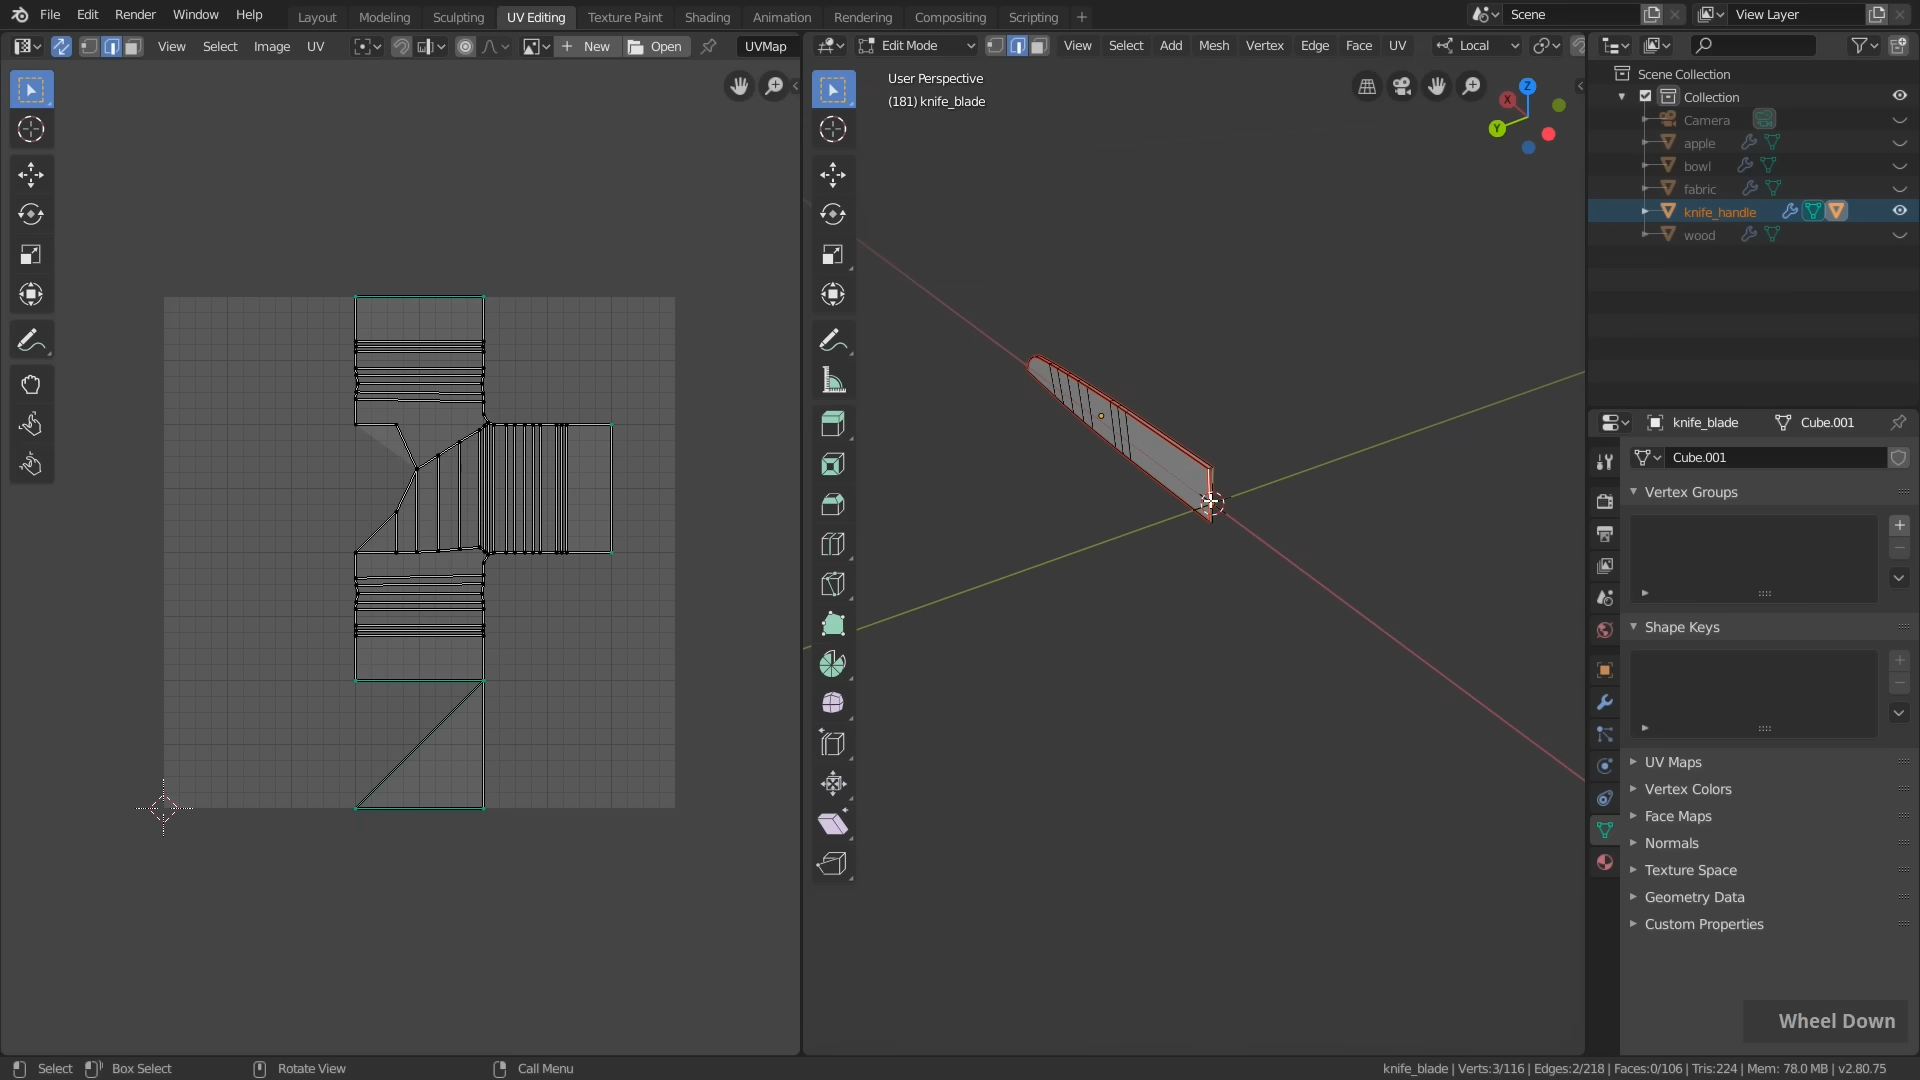 File Edit Render Window Help Layout Modeling Sculpting UV Editing Texture Paint Shading Animation Rendering Compositing Scripting Scene View Layer
View Select Image UV New Open UVMap
Edit Mode View Select Add Mesh Vertex Edge Face UV Local
User Perspective
(181) knife_blade
X
Y
Z
Scene Collection
Collection
Camera
apple
bowl
fabric
knife_handle
wood
knife_blade Cube.001
Cube.001
Vertex Groups
Shape Keys
UV Maps
Vertex Colors
Face Maps
Normals
Texture Space
Geometry Data
Custom Properties
Wheel Down
Select Box Select Rotate View Call Menu knife_blade | Verts:3/116 | Edges:2/218 | Faces:0/106 | Tris:224 | Mem: 78.0 MB | v2.80.75